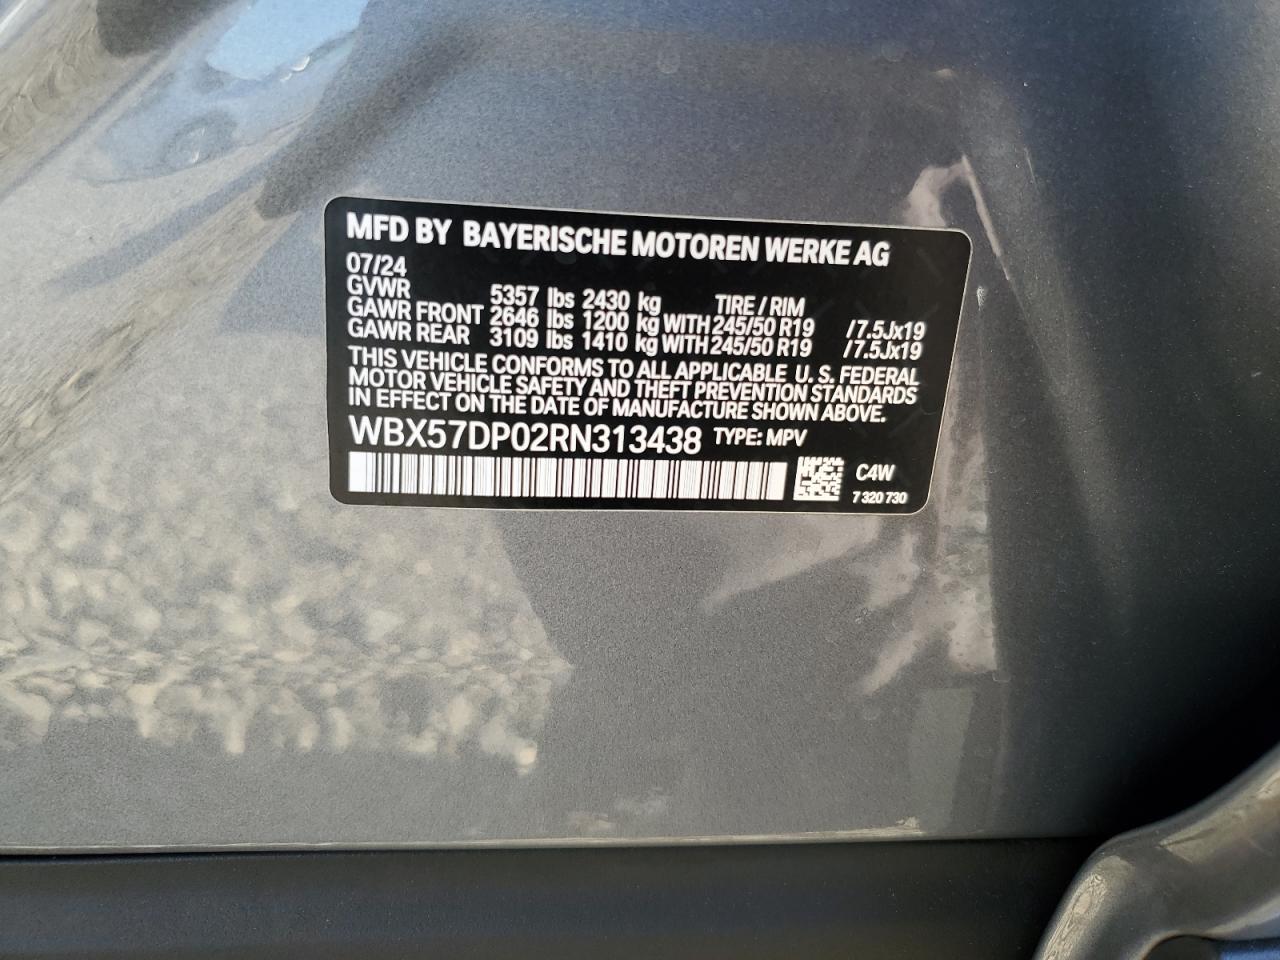 MFD BY BAYERISCHE MOTOREN WERKE AG
07/24
GVWR 5357 lbs 2430 kg TIRE / RIM
GAWR FRONT 2646 lbs 1200 kg WITH 245/50 R19 /7.5Jx19
GAWR REAR 3109 lbs 1410 kg WITH 245/50 R19 /7.5Jx19
THIS VEHICLE CONFORMS TO ALL APPLICABLE U. S. FEDERAL
MOTOR VEHICLE SAFETY AND THEFT PREVENTION STANDARDS
IN EFFECT ON THE DATE OF MANUFACTURE SHOWN ABOVE.
WBX57DP02RN313438 TYPE: MPV
C4W
7 320 730